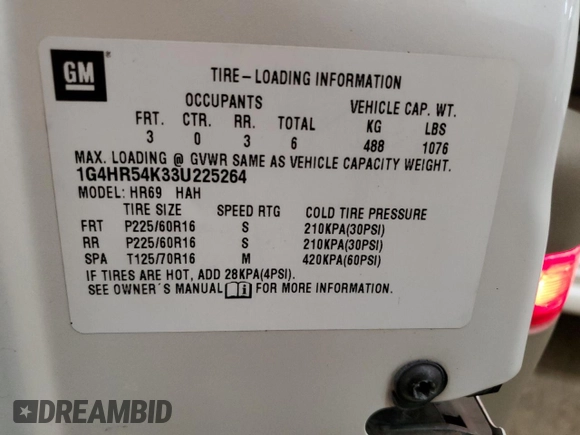 GM
TIRE-LOADING INFORMATION
OCCUPANTS VEHICLE CAP. WT.
FRT. CTR. RR. TOTAL KG LBS
3 0 3 6 488 1076
MAX. LOADING @ GVWR SAME AS VEHICLE CAPACITY WEIGHT.
1G4HR54K33U225264
MODEL: HR69 HAH
TIRE SIZE SPEED RTG COLD TIRE PRESSURE
FRT P225/60R16 S 210KPA(30PSI)
RR P225/60R16 S 210KPA(30PSI)
SPA T125/70R16 M 420KPA(60PSI)
IF TIRES ARE HOT, ADD 28KPA(4PSI).
SEE OWNER'S MANUAL i FOR MORE INFORMATION.
DREAMBID